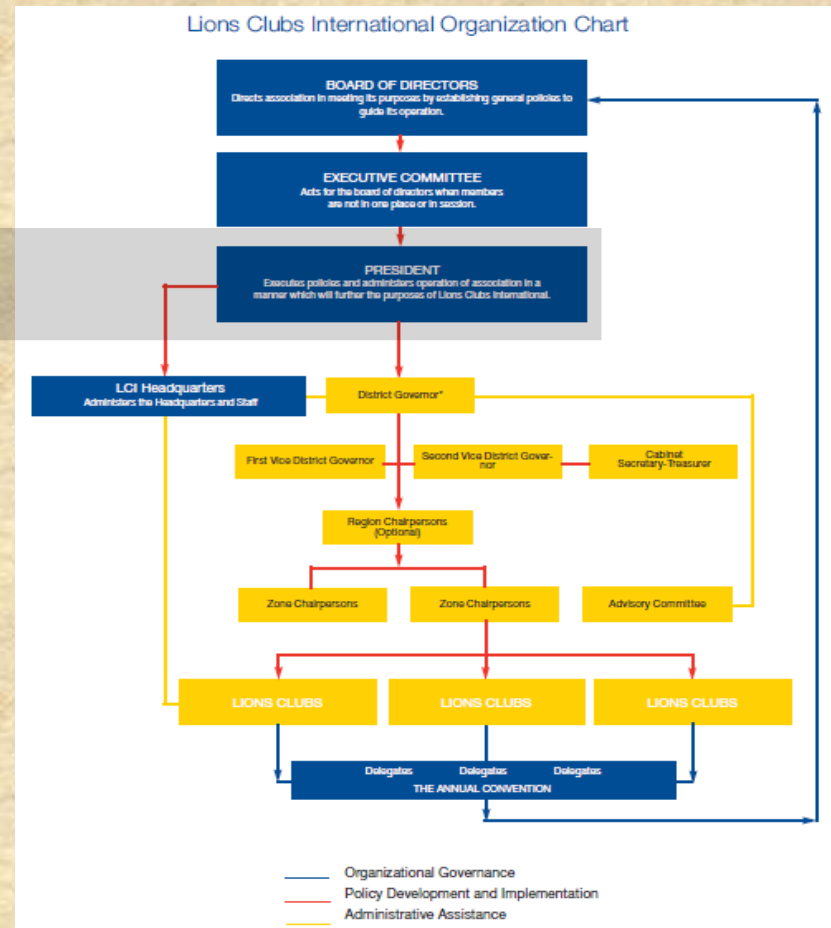 Lions Clubs International Organization Chart
BOARD OF DIRECTORS
Directs association in meeting its purposes by establishing general policies to
guide its operation.
EXECUTIVE COMMITTEE
Acts for the board of directors when members
are not in one place or in session.
PRESIDENT
Executes policies and administers operation of association in a
manner which will further the purposes of Lions Clubs International.
LCI Headquarters
Administers the Headquarters and Staff
District Governor*
First Vice District Governor
Second Vice District Gover-
nor
Cabinet
Secretary-Treasurer
Region Chairpersons
(Optional)
Zone Chairpersons
Zone Chairpersons
Advisory Committee
LIONS CLUBS
LIONS CLUBS
LIONS CLUBS
Delegates Delegates Delegates
THE ANNUAL CONVENTION
Organizational Governance
Policy Development and Implementation
Administrative Assistance